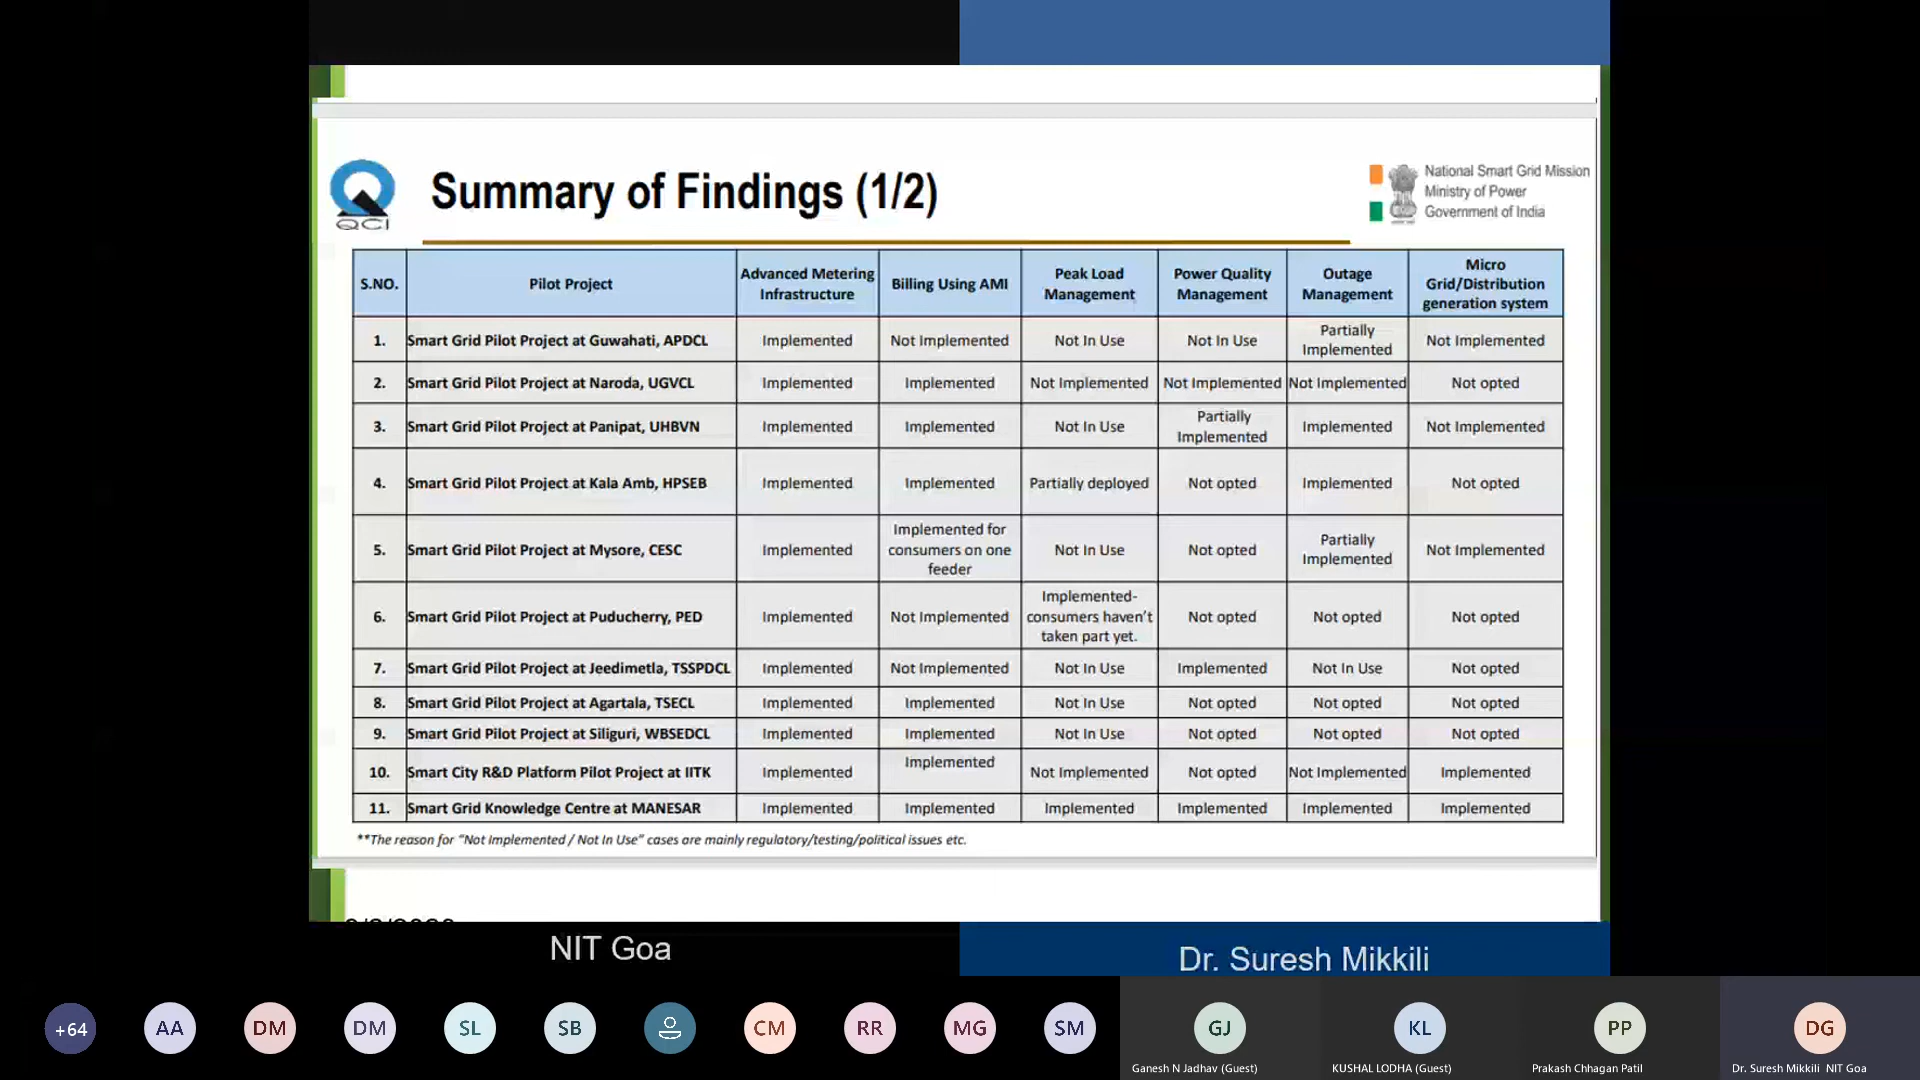 QCI
Summary of Findings (1/2)
National Smart Grid Mission
Ministry of Power
Government of India
S.NO. Pilot Project Advanced Metering Infrastructure Billing Using AMI Peak Load Management Power Quality Management Outage Management Micro Grid/Distribution generation system
1. Smart Grid Pilot Project at Guwahati, APDCL Implemented Not Implemented Not In Use Not In Use Partially Implemented Not Implemented
2. Smart Grid Pilot Project at Naroda, UGVCL Implemented Implemented Not Implemented Not Implemented Not Implemented Not opted
3. Smart Grid Pilot Project at Panipat, UHBVN Implemented Implemented Not In Use Partially Implemented Implemented Not Implemented
4. Smart Grid Pilot Project at Kala Amb, HPSEB Implemented Implemented Partially deployed Not opted Implemented Not opted
5. Smart Grid Pilot Project at Mysore, CESC Implemented Implemented for consumers on one feeder Not In Use Not opted Partially Implemented Not Implemented
6. Smart Grid Pilot Project at Puducherry, PED Implemented Not Implemented Implemented- consumers haven't taken part yet. Not opted Not opted Not opted
7. Smart Grid Pilot Project at Jeedimetla, TSSPDCL Implemented Not Implemented Not In Use Implemented Not In Use Not opted
8. Smart Grid Pilot Project at Agartala, TSECL Implemented Implemented Not In Use Not opted Not opted Not opted
9. Smart Grid Pilot Project at Siliguri, WBSEDCL Implemented Implemented Not In Use Not opted Not opted Not opted
10. Smart City R&D Platform Pilot Project at IITK Implemented Implemented Not Implemented Not opted Not Implemented Implemented
11. Smart Grid Knowledge Centre at MANESAR Implemented Implemented Implemented Implemented Implemented Implemented
**The reason for "Not Implemented / Not In Use" cases are mainly regulatory/testing/political issues etc.
NIT Goa
Dr. Suresh Mikkili
+64 AA DM DM SL SB CM RR MG SM GJ KL PP DG
Ganesh N Jadhav (Guest) KUSHAL LODHA (Guest) Prakash Chhagan Patil Dr. Suresh Mikkili NIT Goa